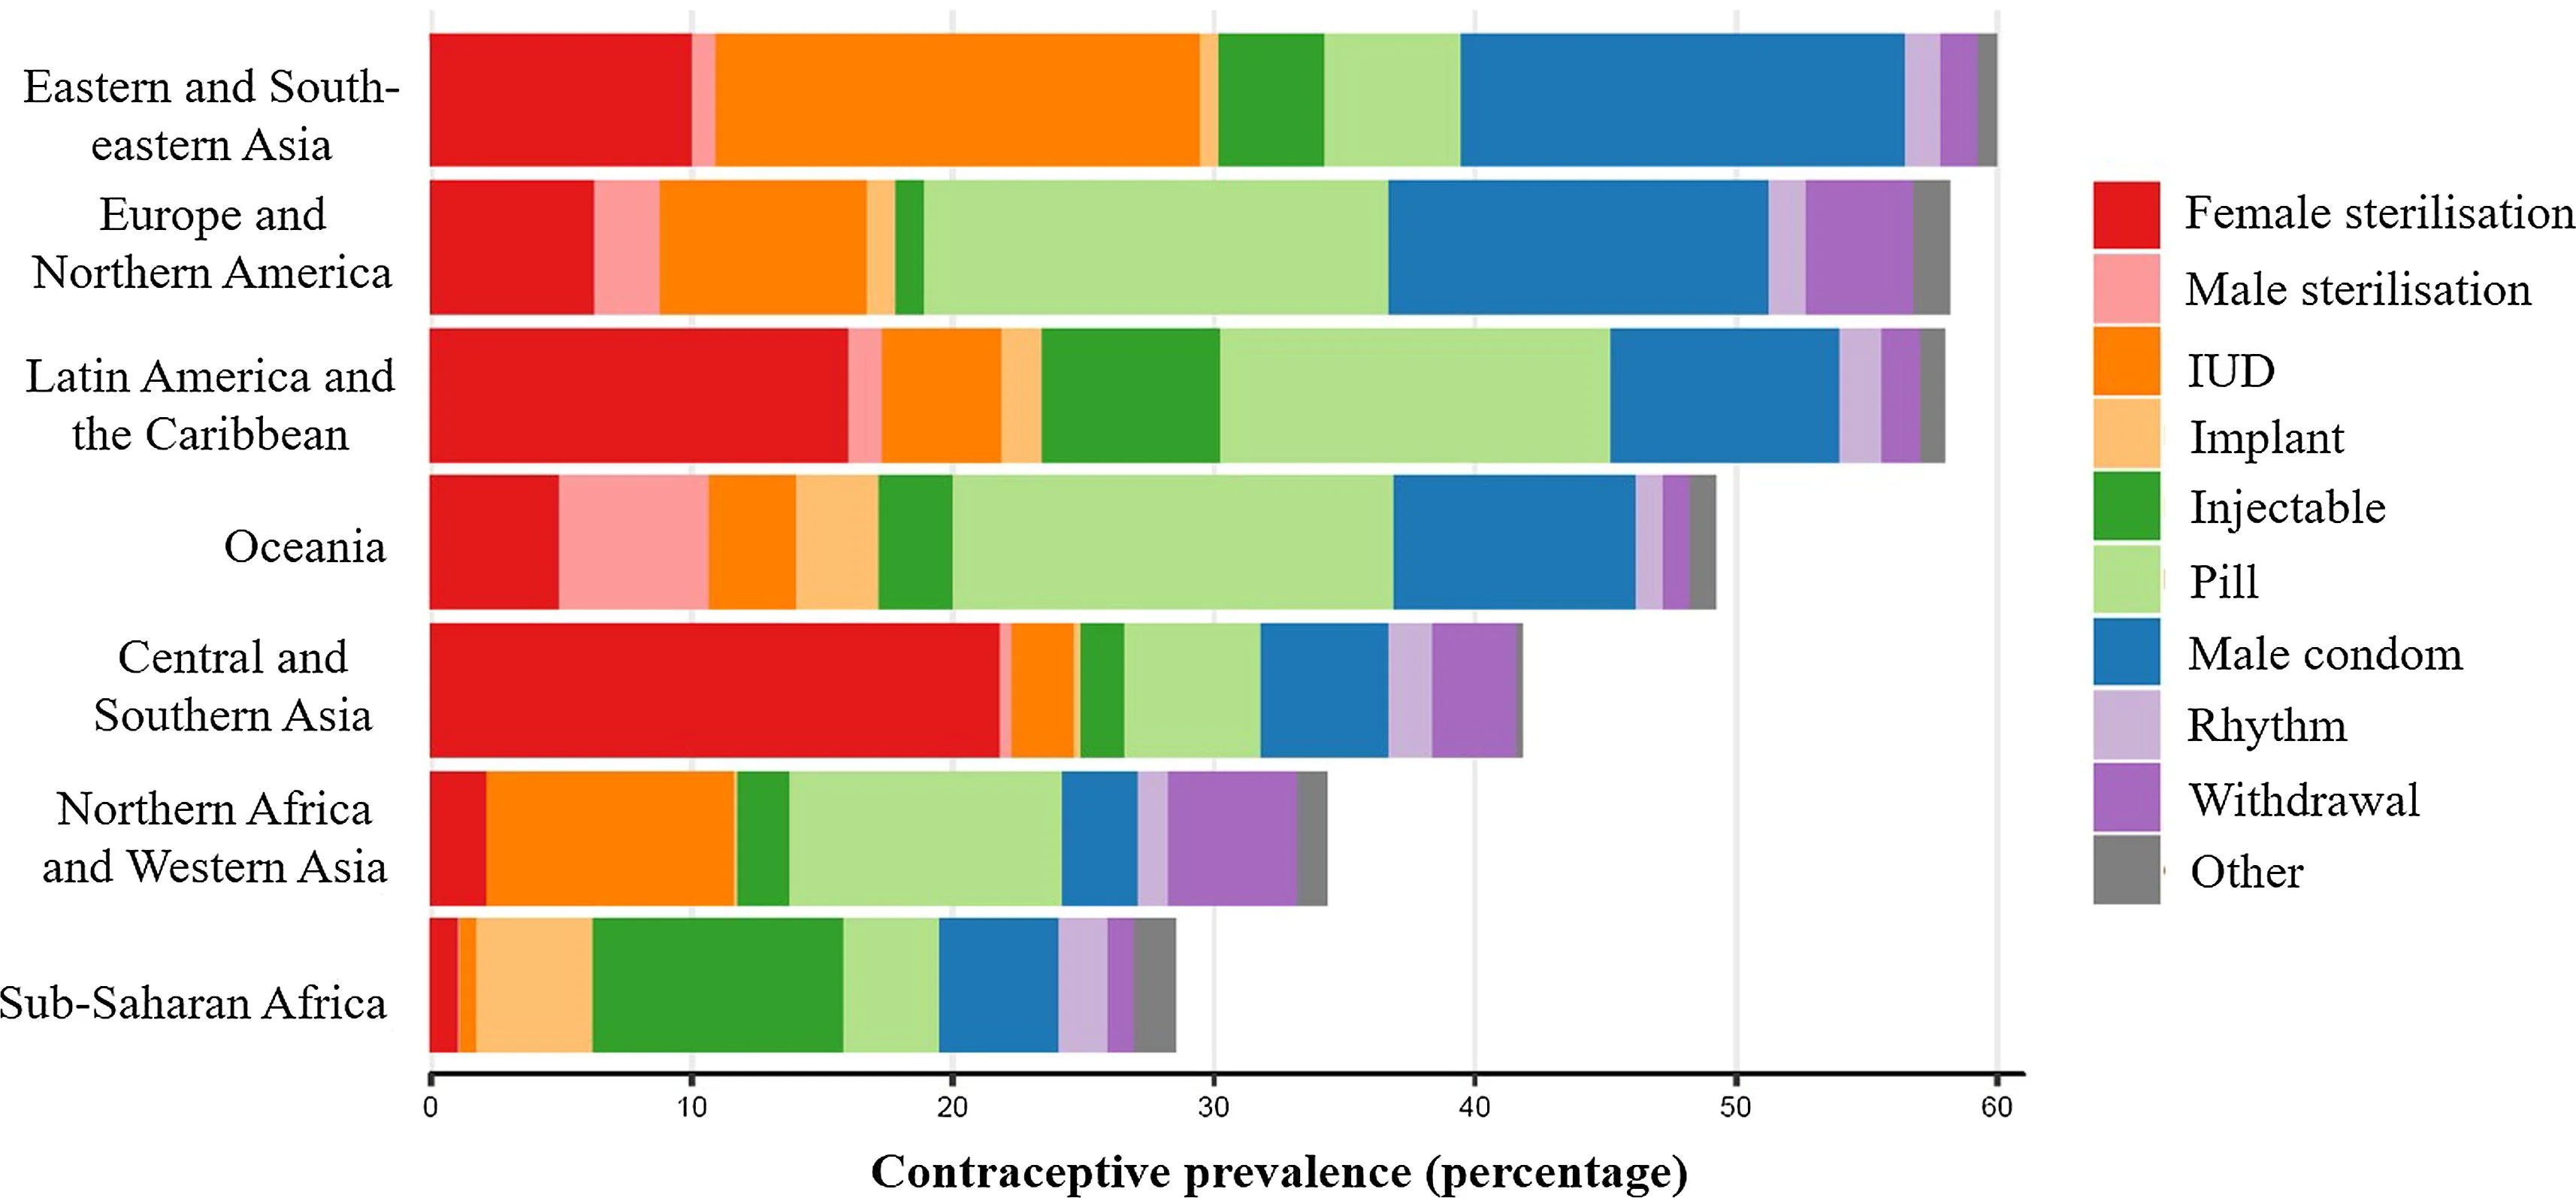 Eastern and South-
eastern Asia
Europe and
Northern America
Latin America and
the Caribbean
Oceania
Central and
Southern Asia
Northern Africa
and Western Asia
Sub-Saharan Africa
0 10 20 30 40 50 60
Contraceptive prevalence (percentage)
Female sterilisation
Male sterilisation
IUD
Implant
Injectable
Pill
Male condom
Rhythm
Withdrawal
Other